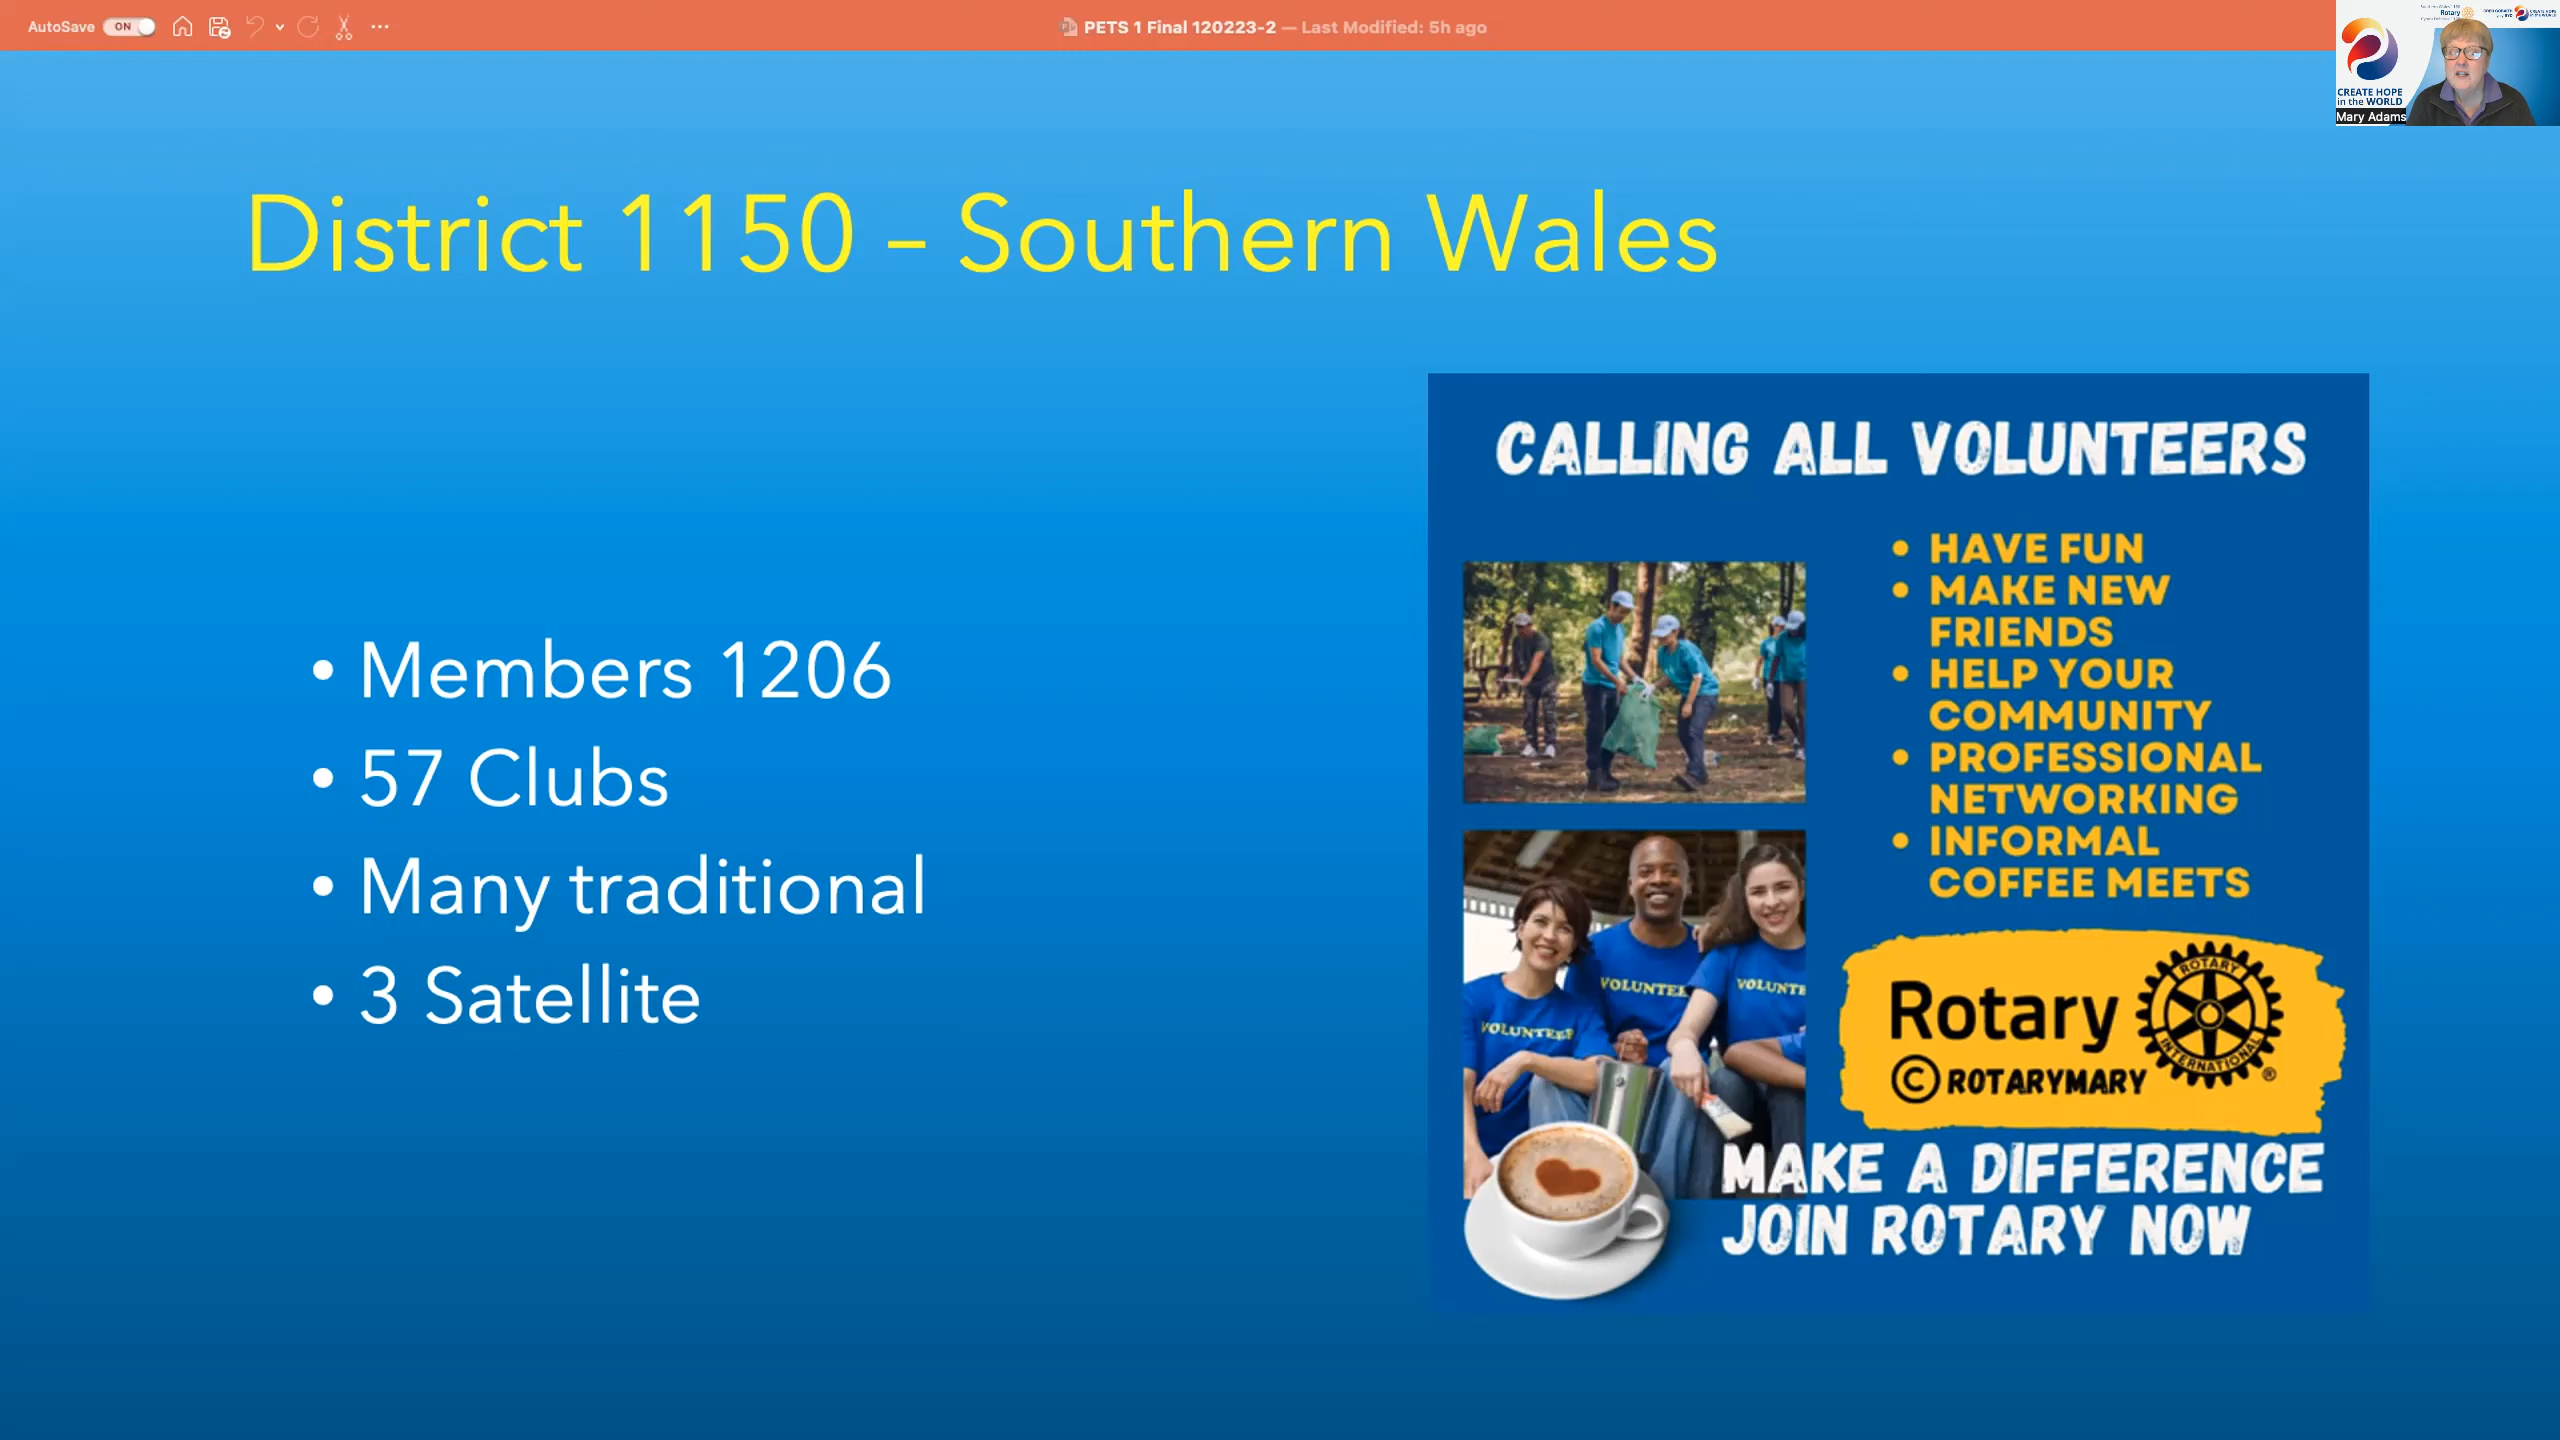 AutoSave ON
PETS 1 Final 120223-2 — Last Modified: 5h ago
Rotary
CREATE HOPE
in the WORLD
Mary Adams
District 1150 – Southern Wales
• Members 1206
• 57 Clubs
• Many traditional
• 3 Satellite
CALLING ALL VOLUNTEERS
• HAVE FUN
• MAKE NEW
FRIENDS
• HELP YOUR
COMMUNITY
• PROFESSIONAL
NETWORKING
• INFORMAL
COFFEE MEETS
VOLUNTEER
VOLUNTE
VOLUNTEER
Rotary
ROTARY
INTERNATIONAL
®
© ROTARYMARY
MAKE A DIFFERENCE
JOIN ROTARY NOW